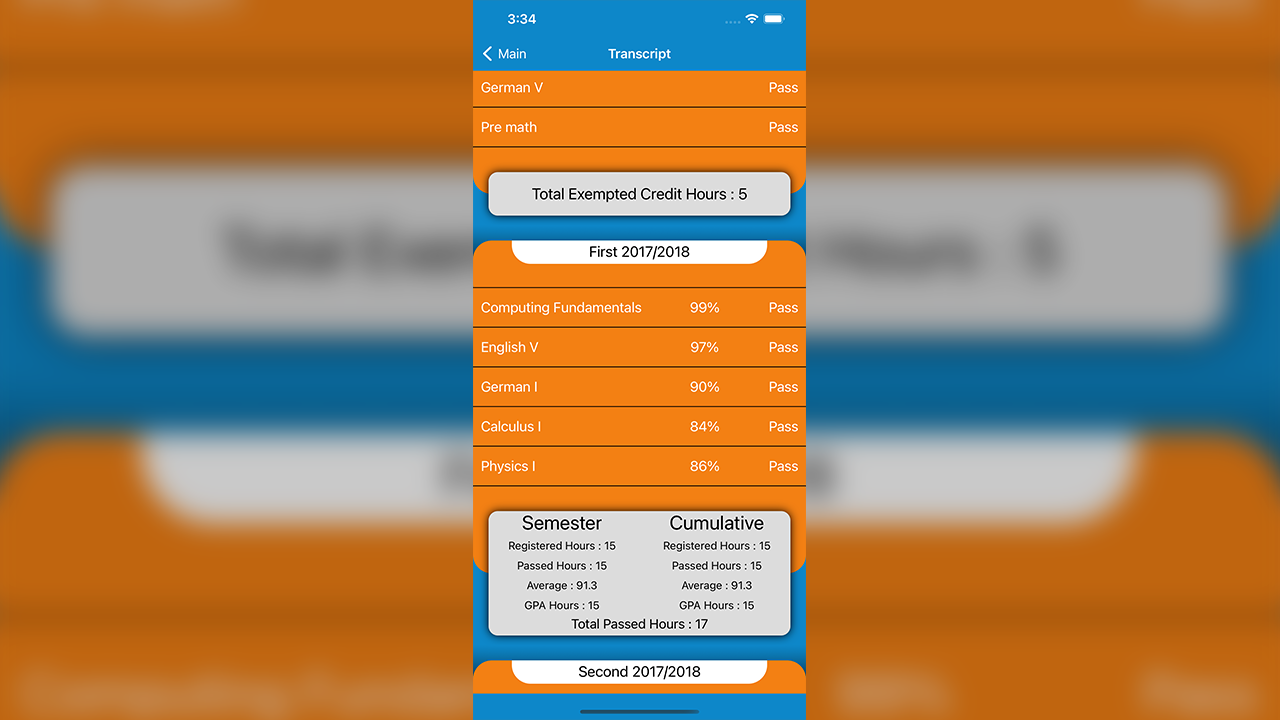 3:34
Main Transcript
German V Pass
Pre math Pass
Total Exempted Credit Hours : 5
First 2017/2018
Computing Fundamentals 99% Pass
English V 97% Pass
German I 90% Pass
Calculus I 84% Pass
Physics I 86% Pass
Semester Cumulative
Registered Hours : 15 Registered Hours : 15
Passed Hours : 15 Passed Hours : 15
Average : 91.3 Average : 91.3
GPA Hours : 15 GPA Hours : 15
Total Passed Hours : 17
Second 2017/2018